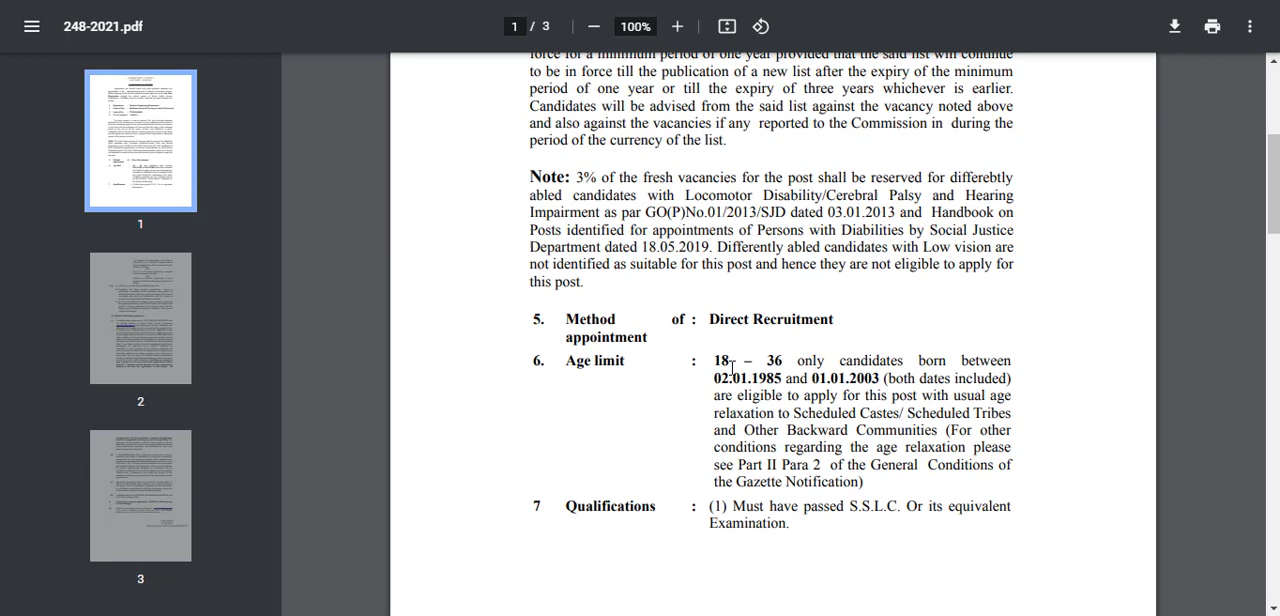 248-2021.pdf
1 / 3
100%
1
2
3
force for a minimum period of one year provided that the said list will continue
to be in force till the publication of a new list after the expiry of the minimum
period of one year or till the expiry of three years whichever is earlier.
Candidates will be advised from the said list against the vacancy noted above
and also against the vacancies if any reported to the Commission in during the
period of the currency of the list.
Note: 3% of the fresh vacancies for the post shall be reserved for differebtly
abled candidates with Locomotor Disability/Cerebral Palsy and Hearing
Impairment as par GO(P)No.01/2013/SJD dated 03.01.2013 and Handbook on
Posts identified for appointments of Persons with Disabilities by Social Justice
Department dated 18.05.2019. Differently abled candidates with Low vision are
not identified as suitable for this post and hence they are not eligible to apply for
this post.
5. Method of : Direct Recruitment
appointment
6. Age limit : 18 – 36 only candidates born between
02.01.1985 and 01.01.2003 (both dates included)
are eligible to apply for this post with usual age
relaxation to Scheduled Castes/ Scheduled Tribes
and Other Backward Communities (For other
conditions regarding the age relaxation please
see Part II Para 2 of the General Conditions of
the Gazette Notification)
7 Qualifications : (1) Must have passed S.S.L.C. Or its equivalent
Examination.